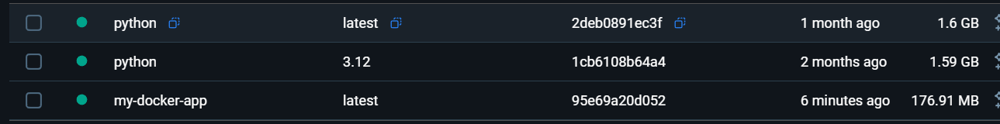 python latest 2deb0891ec3f 1 month ago 1.6 GB
python 3.12 1cb6108b64a4 2 months ago 1.59 GB
my-docker-app latest 95e69a20d052 6 minutes ago 176.91 MB